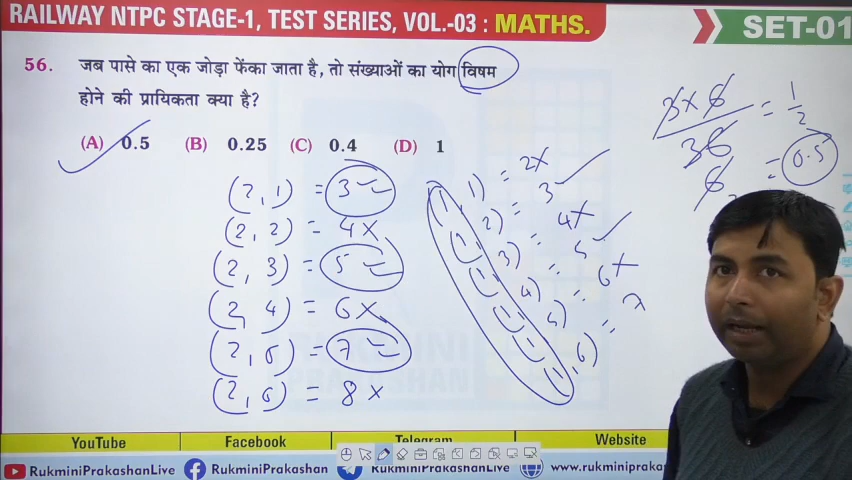 RAILWAY NTPC STAGE-1, TEST SERIES, VOL.-03 : MATHS.
SET-01
56. जब पासे का एक जोड़ा फेंका जाता है, तो संख्याओं का योग विषम
होने की प्रायिकता क्या है?
(A) 0.5 (B) 0.25 (C) 0.4 (D) 1
3 × 6
36
6
= 1/2
= 0.5
(2, 1) = 3
(2, 2) = 4 ×
(2, 3) = 5
(2, 4) = 6 ×
(2, 5) = 7
(2, 6) = 8 ×
(1, 1) = 2 ×
(1, 2) = 3 ✓
(1, 3) = 4 ×
(1, 4) = 5 ✓
(1, 5) = 6 ×
(1, 6) = 7
YouTube Facebook Telegram Website
RukminiPrakashanLive RukminiPrakashan RukminiPrakashanLive www.rukminipraka